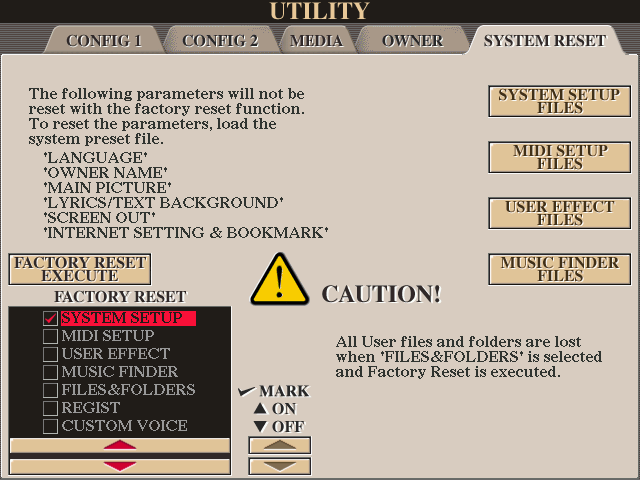 UTILITY
CONFIG 1 CONFIG 2 MEDIA OWNER SYSTEM RESET
The following parameters will not be
reset with the factory reset function.
To reset the parameters, load the
system preset file.
'LANGUAGE'
'OWNER NAME'
'MAIN PICTURE'
'LYRICS/TEXT BACKGROUND'
'SCREEN OUT'
'INTERNET SETTING & BOOKMARK'
SYSTEM SETUP
FILES
MIDI SETUP
FILES
USER EFFECT
FILES
MUSIC FINDER
FILES
FACTORY RESET
EXECUTE
FACTORY RESET
SYSTEM SETUP
MIDI SETUP
USER EFFECT
MUSIC FINDER
FILES&FOLDERS
REGIST
CUSTOM VOICE
MARK
▲ ON
▼ OFF
CAUTION!
All User files and folders are lost
when 'FILES&FOLDERS' is selected
and Factory Reset is executed.